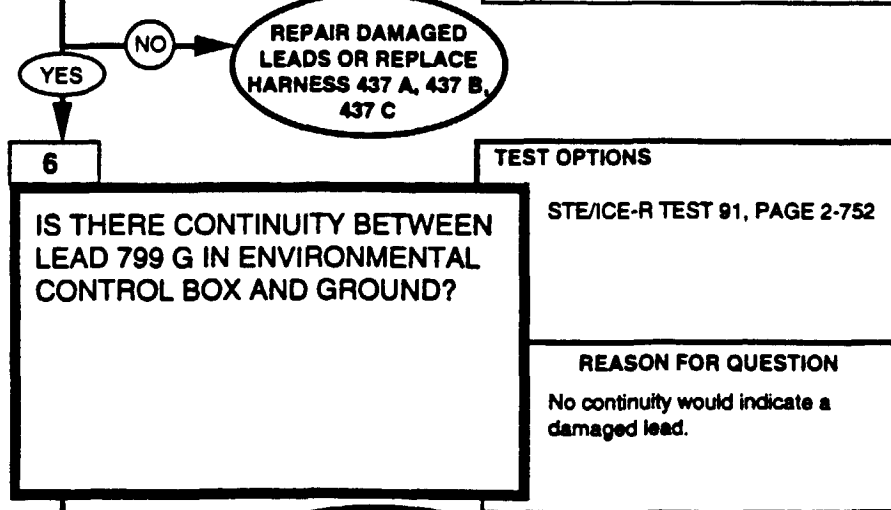 NO
REPAIR DAMAGED
LEADS OR REPLACE
HARNESS 437 A, 437 B,
437 C
YES
6
IS THERE CONTINUITY BETWEEN
LEAD 799 G IN ENVIRONMENTAL
CONTROL BOX AND GROUND?
TEST OPTIONS
STE/ICE-R TEST 91, PAGE 2-752
REASON FOR QUESTION
No continuity would indicate a
damaged lead.